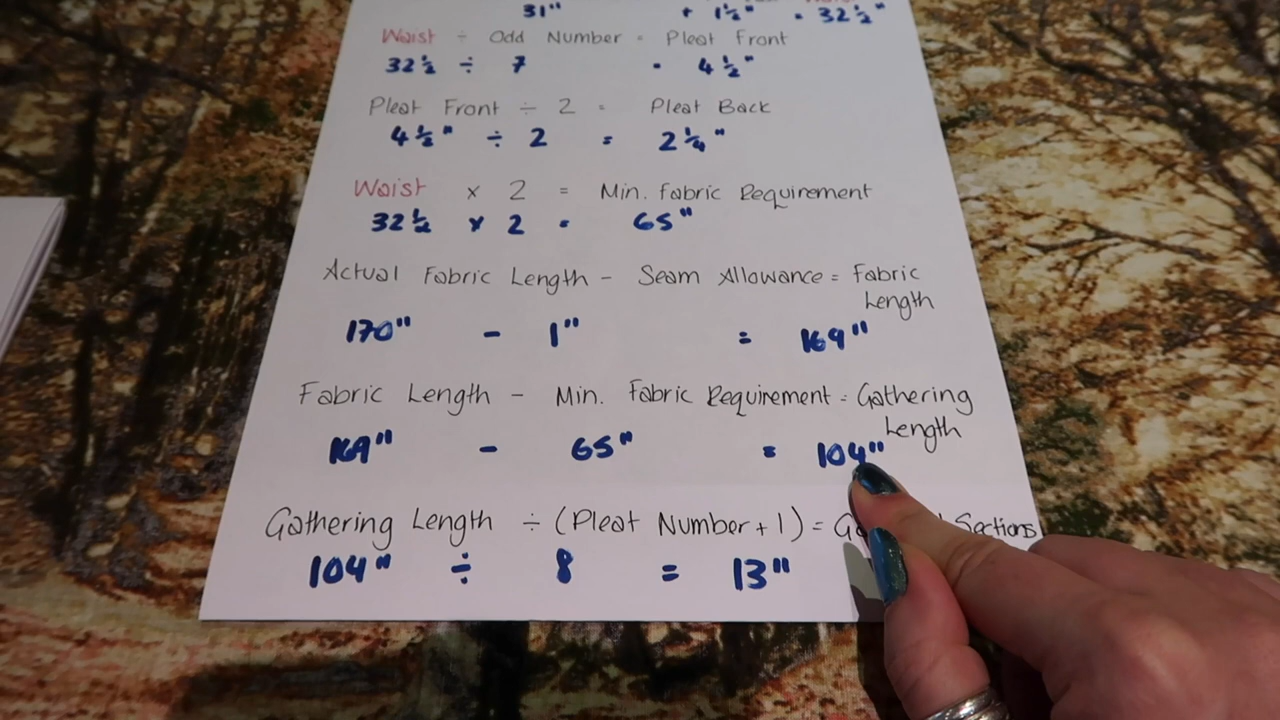 31" + 1½" = 32½"
Waist ÷ Odd Number = Pleat Front
32½ ÷ 7 = 4½"
Pleat Front ÷ 2 = Pleat Back
4½" ÷ 2 = 2¼"
Waist × 2 = Min. Fabric Requirement
32½ × 2 = 65"
Actual Fabric Length - Seam Allowance = Fabric
Length
170" - 1" = 169"
Fabric Length - Min. Fabric Requirement = Gathering
Length
169" - 65" = 104"
Gathering Length ÷ (Pleat Number + 1) = Sections
104" ÷ 8 = 13"